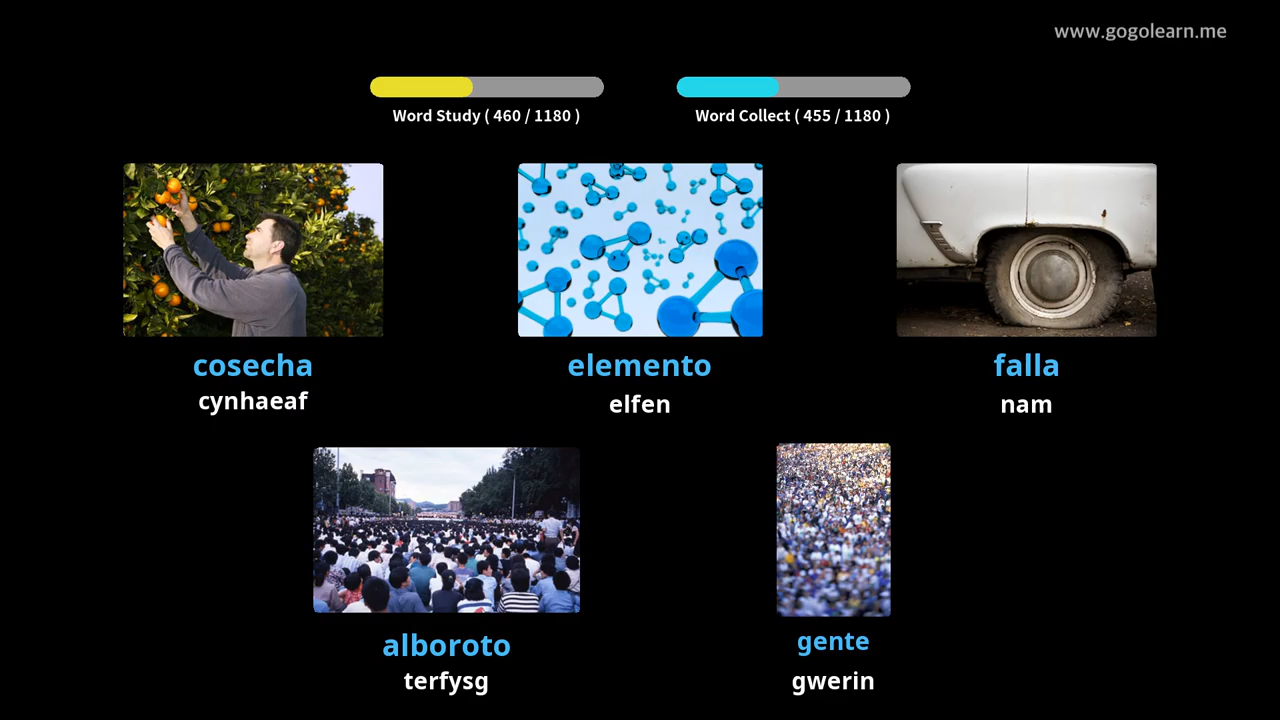 www.gogolearn.me
Word Study ( 460 / 1180 )
Word Collect ( 455 / 1180 )
cosecha
cynhaeaf
elemento
elfen
falla
nam
alboroto
terfysg
gente
gwerin